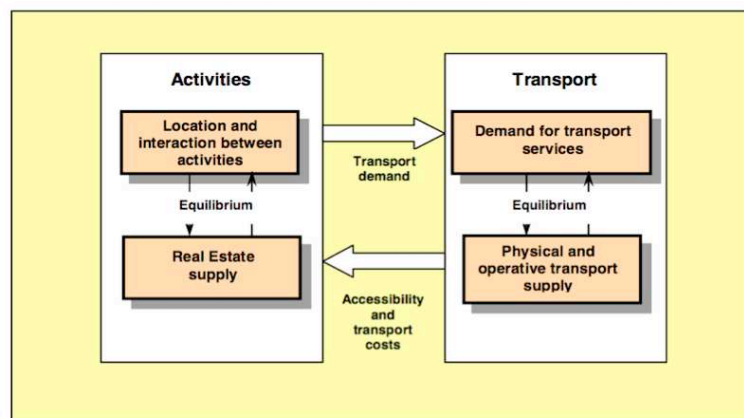 Activities
Location and
interaction between
activities
Equilibrium
Real Estate
supply
Transport
demand
Accessibility
and
transport
costs
Transport
Demand for transport
services
Equilibrium
Physical and
operative transport
supply